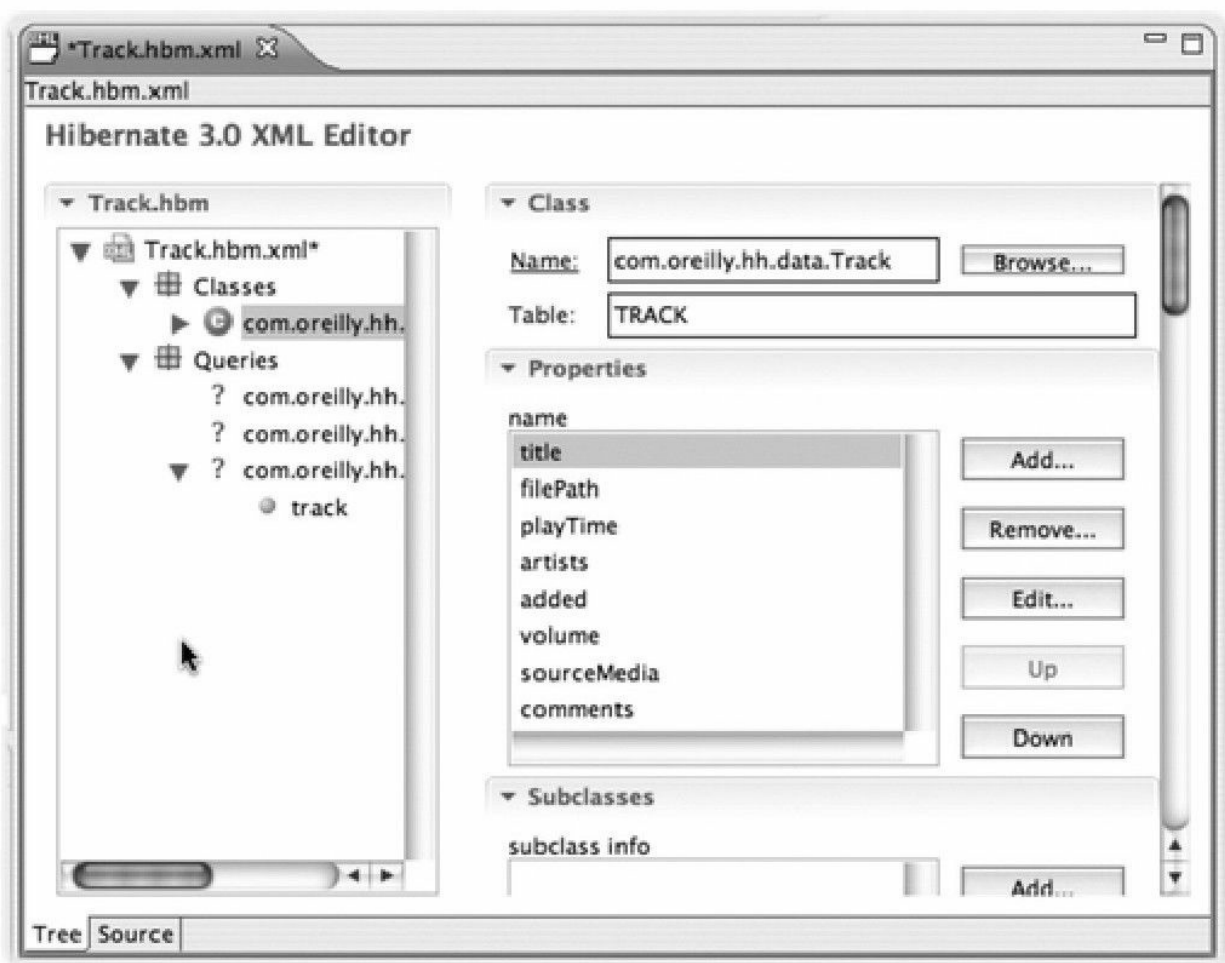 *Track.hbm.xml
Track.hbm.xml
Hibernate 3.0 XML Editor
Track.hbm
Track.hbm.xml*
Classes
com.oreilly.hh.
Queries
com.oreilly.hh.
com.oreilly.hh.
com.oreilly.hh.
track
Class
Name: com.oreilly.hh.data.Track Browse...
Table: TRACK
Properties
name
title
filePath
playTime
artists
added
volume
sourceMedia
comments
Add...
Remove...
Edit...
Up
Down
Subclasses
subclass info
Add...
Tree Source